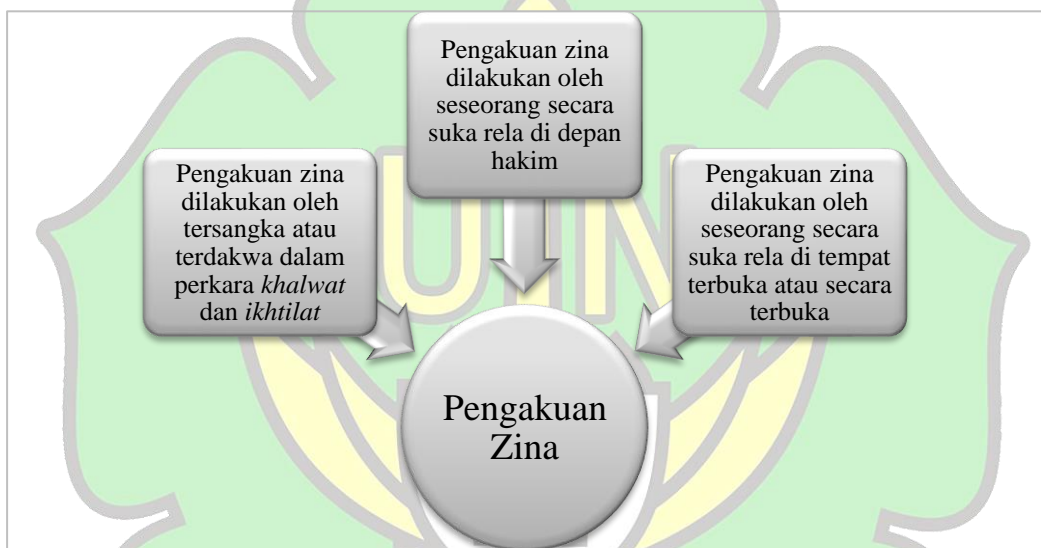 Pengakuan zina
dilakukan oleh
seseorang secara
suka rela di depan
hakim
Pengakuan zina
dilakukan oleh
tersangka atau
terdakwa dalam
perkara khalwat
dan ikhtilat
Pengakuan zina
dilakukan oleh
seseorang secara
suka rela di tempat
terbuka atau secara
terbuka
UIN
Pengakuan
Zina